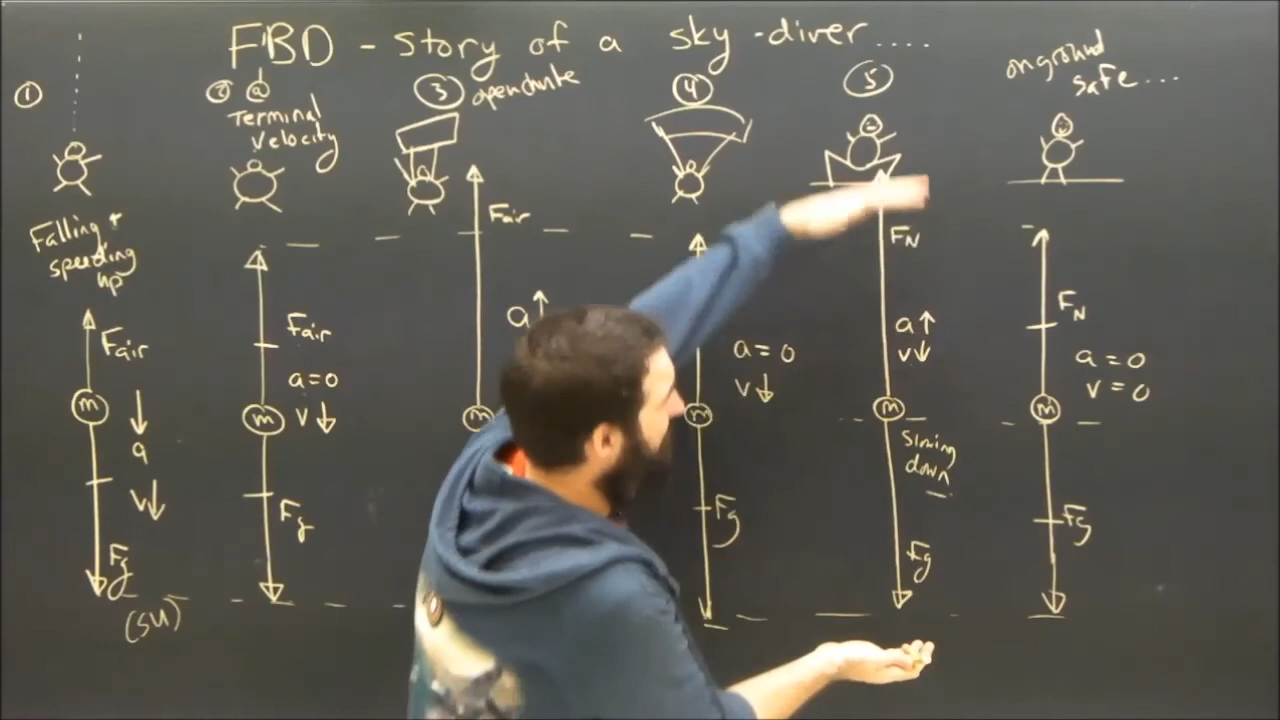 FBD - Story of a sky-diver....
①
② @
Terminal
Velocity
③ open chute
④
⑤
on ground
safe...
Falling +
speeding
up
Fair
m
a
v↓
Fg
(SU)
Fair
a=0
v↓
m
Fg
Fair
a↑
m
a=0
v↓
m
Fg
FN
a↑
v↓
m
Slowing
down
Fg
FN
a=0
v=0
m
Fg